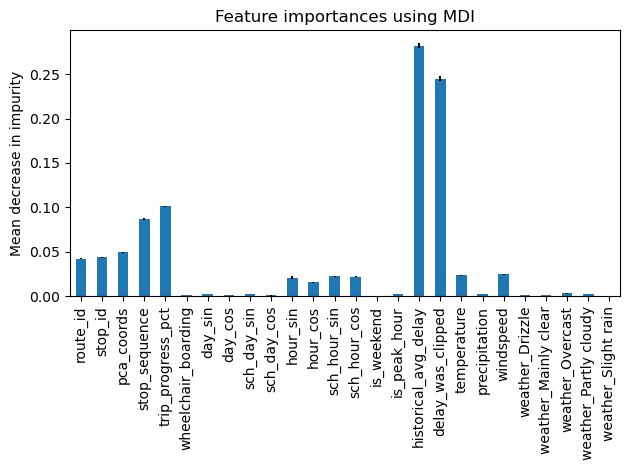 Feature importances using MDI
Mean decrease in impurity
0.25
0.20
0.15
0.10
0.05
0.00
route_id
stop_id
pca_coords
stop_sequence
trip_progress_pct
wheelchair_boarding
day_sin
day_cos
sch_day_sin
sch_day_cos
hour_sin
hour_cos
sch_hour_sin
sch_hour_cos
is_weekend
is_peak_hour
historical_avg_delay
delay_was_clipped
temperature
precipitation
windspeed
weather_Drizzle
weather_Mainly clear
weather_Overcast
weather_Partly cloudy
weather_Slight rain